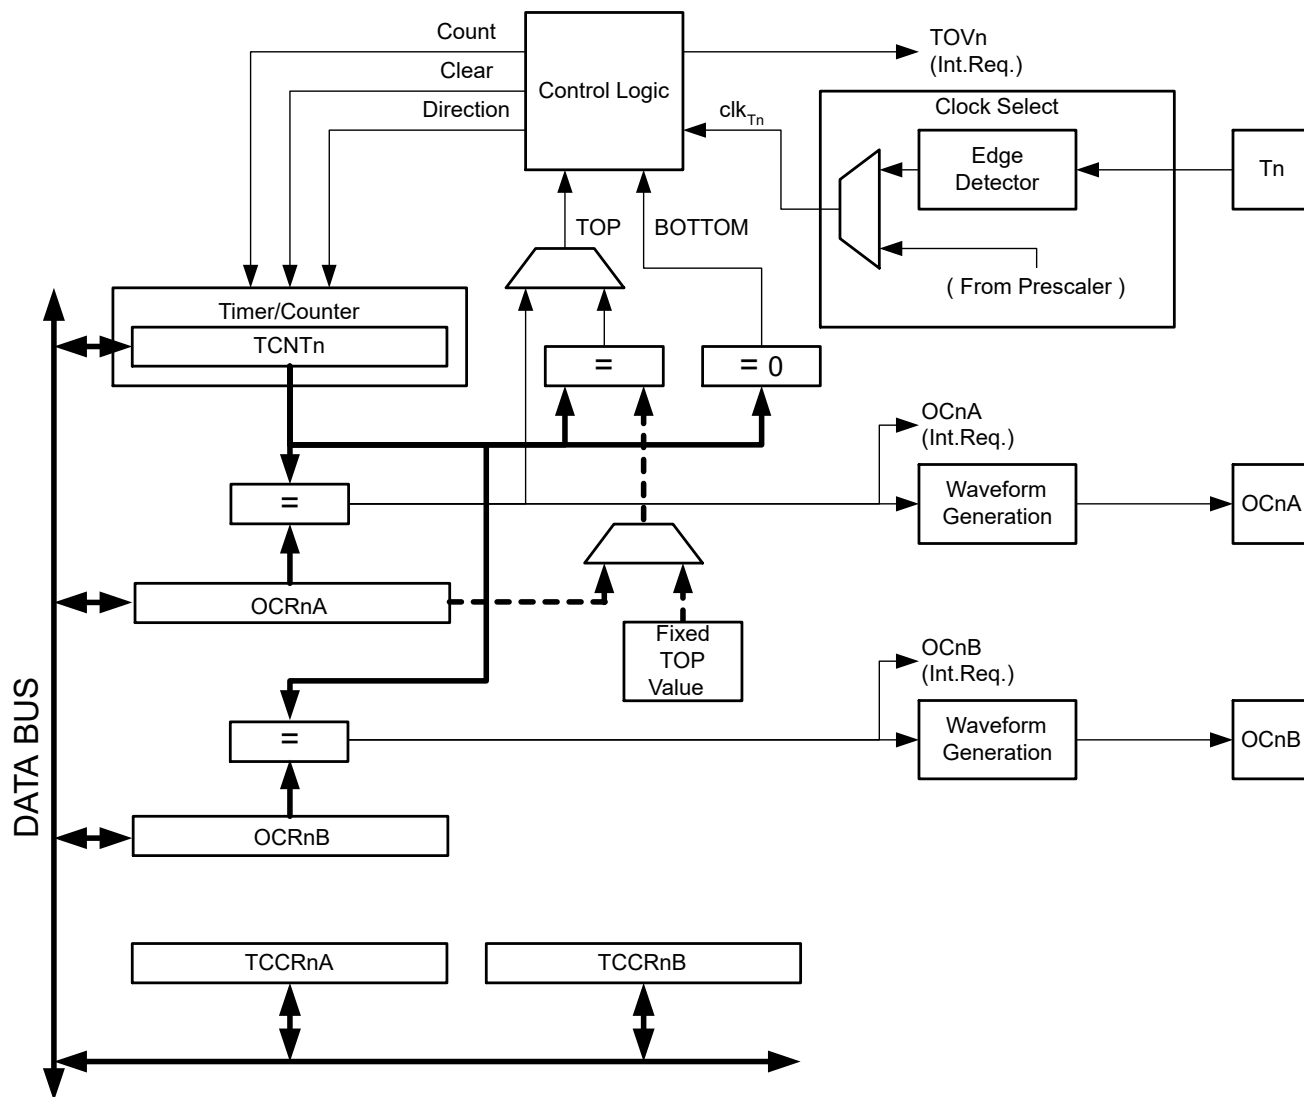 Count
Clear
Direction
Control Logic
TOVn
(Int.Req.)
clkTn
Clock Select
Edge
Detector
Tn
TOP
BOTTOM
( From Prescaler )
Timer/Counter
TCNTn
=
= 0
OCnA
(Int.Req.)
=
Waveform
Generation
OCnA
OCRnA
Fixed
TOP
Value
OCnB
(Int.Req.)
=
Waveform
Generation
OCnB
DATA BUS
OCRnB
TCCRnA
TCCRnB